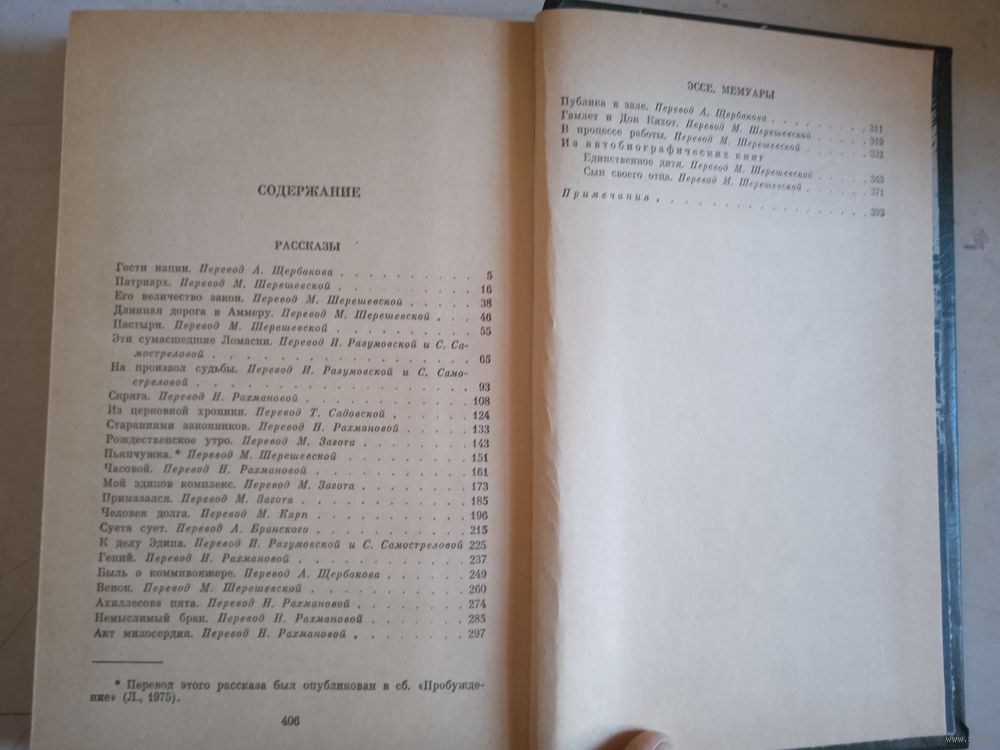 СОДЕРЖАНИЕ
РАССКАЗЫ
Гости нации. Перевод А. Щербакова . . . . . . . . . . 5
Патриарх. Перевод М. Шерешевской . . . . . . . . . . 16
Его величество закон. Перевод М. Шерешевской . . . . . 38
Длинная дорога в Аммеру. Перевод М. Шерешевской . . . 46
Пастыри. Перевод М. Шерешевской . . . . . . . . . . 55
Эти сумасшедшие Ломасни. Перевод И. Разумовской и С. Са-
мостреловой . . . . . . . . . . . . . . . . . . . 65
На произвол судьбы. Перевод И. Разумовской и С. Само-
стреловой . . . . . . . . . . . . . . . . . . . . 93
Скряга. Перевод Н. Рахмановой . . . . . . . . . . . . 108
Из церковной хроники. Перевод Т. Садовской . . . . . . 124
Стараниями законников. Перевод Н. Рахмановой . . . . . 133
Рождественское утро. Перевод М. Загота . . . . . . . . 143
Пьянчужка.* Перевод М. Шерешевской . . . . . . . . . 151
Часовой. Перевод Н. Рахмановой . . . . . . . . . . . 161
Мой эдипов комплекс. Перевод М. Загота . . . . . . . . 173
Примазался. Перевод М. Загота . . . . . . . . . . . . 185
Человек долга. Перевод М. Карп . . . . . . . . . . . 196
Суета сует. Перевод А. Бранского . . . . . . . . . . . 215
К делу Эдипа. Перевод И. Разумовской и С. Самостреловой 225
Гений. Перевод Н. Рахмановой . . . . . . . . . . . . 237
Быль о коммивояжере. Перевод А. Щербакова . . . . . . 249
Венок. Перевод М. Шерешевской . . . . . . . . . . . 260
Ахиллесова пята. Перевод Н. Рахмановой . . . . . . . . 274
Немыслимый брак. Перевод Н. Рахмановой . . . . . . . 285
Акт милосердия. Перевод Н. Рахмановой . . . . . . . . 297
* Перевод этого рассказа был опубликован в сб. «Пробужде-
ние» (Л., 1975).
406
ЭССЕ. МЕМУАРЫ
Публика в зале. Перевод А. Щербакова . . . . . . . . . 311
Гамлет и Дон Кихот. Перевод М. Шерешевской . . . . .
В процессе работы. Перевод М. Шерешевской . . . . . . 332
Из автобиографических книг
Единственное дитя. Перевод М. Шерешевской . . . . . 343
Сын своего отца. Перевод М. Шерешевской . . . . . . 371
Примечания . . . . . . . . . . . . . . . . 393